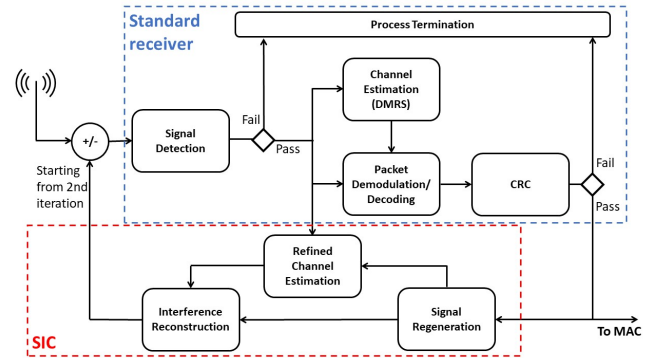 Standard
receiver
Process Termination
Channel
Estimation
(DMRS)
+/-
Signal
Detection
Fail
Pass
Packet
Demodulation/
Decoding
CRC
Fail
Pass
Starting
from 2nd
iteration
Refined
Channel
Estimation
Interference
Reconstruction
Signal
Regeneration
To MAC
SIC